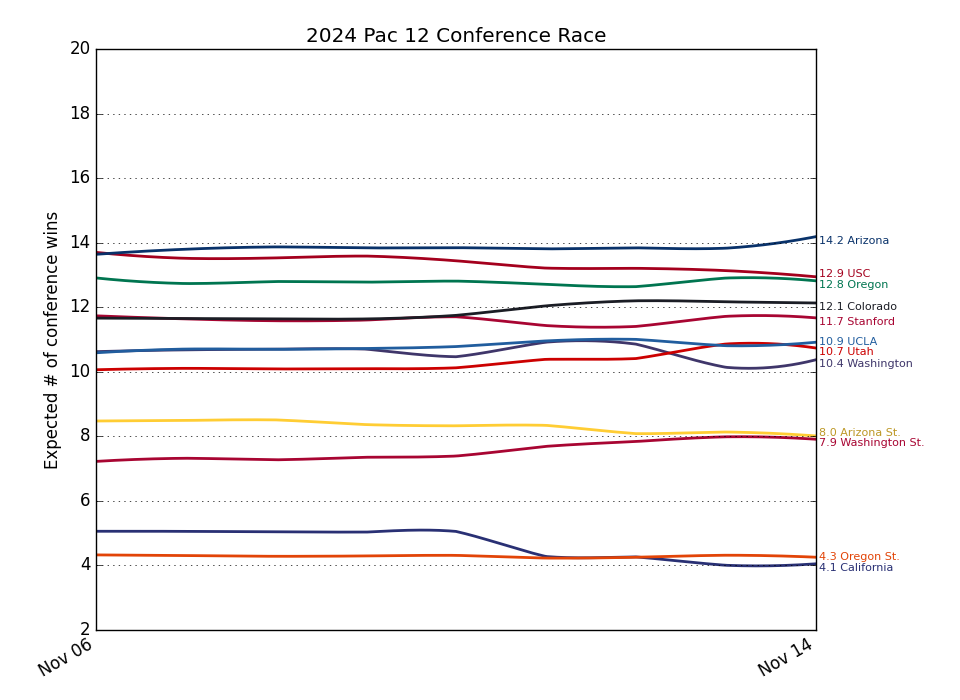 2024 Pac 12 Conference Race
Expected # of conference wins
20
18
16
14
12
10
8
6
4
2
Nov 06
Nov 14
14.2 Arizona
12.9 USC
12.8 Oregon
12.1 Colorado
11.7 Stanford
10.9 UCLA
10.7 Utah
10.4 Washington
8.0 Arizona St.
7.9 Washington St.
4.3 Oregon St.
4.1 California